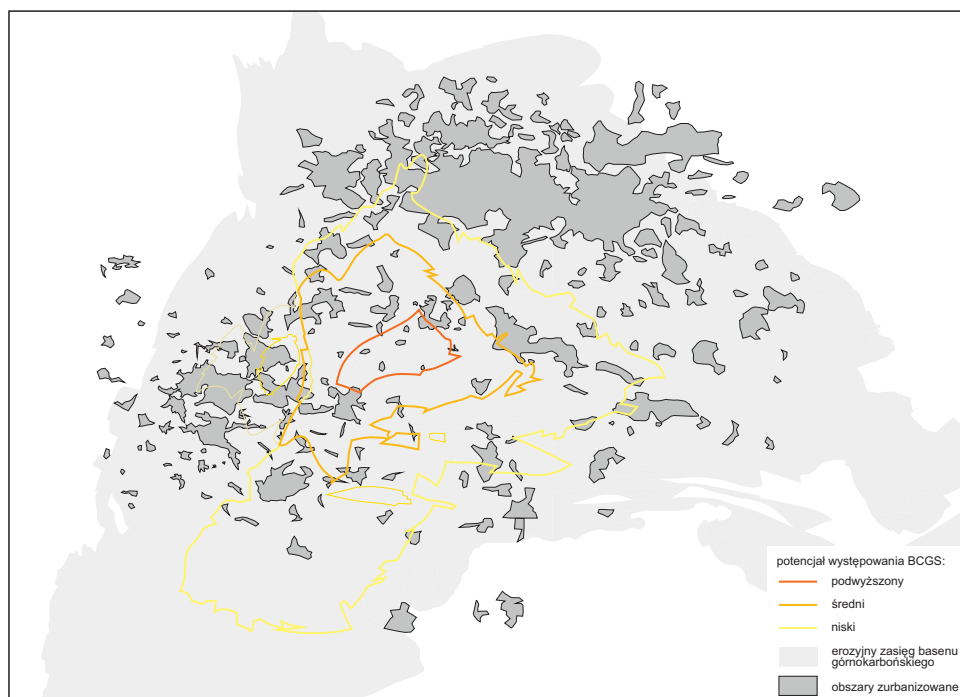 potencjał występowania BCGS:
podwyższony
średni
niski
erozyjny zasięg basenu
górnokarbońskiego
obszary zurbanizowane